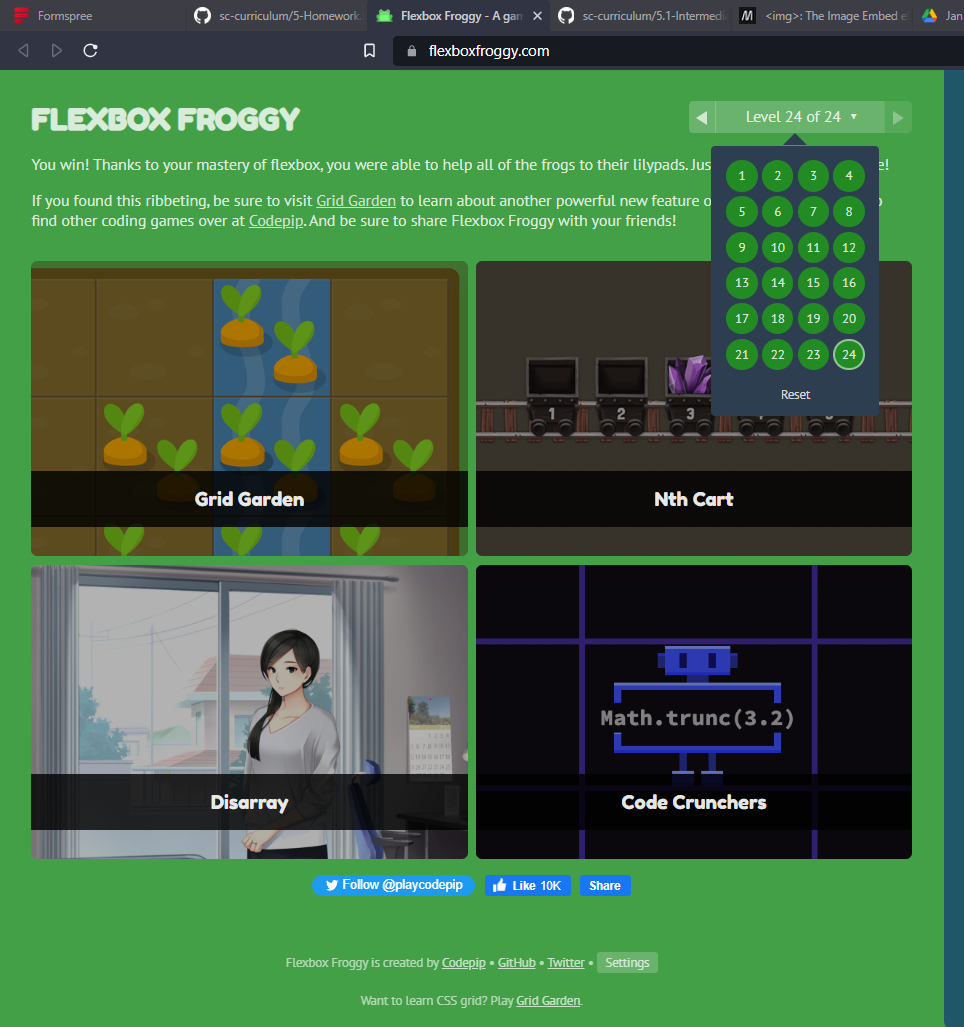 Formspree
sc-curriculum/5-Homework.
Flexbox Froggy - A gam
sc-curriculum/5.1-Intermedi
<img>: The Image Embed e
Jan
flexboxfroggy.com
FLEXBOX FROGGY
Level 24 of 24
You win! Thanks to your mastery of flexbox, you were able to help all of the frogs to their lilypads. Jus
e!
If you found this ribbeting, be sure to visit Grid Garden to learn about another powerful new feature o
find other coding games over at Codepip. And be sure to share Flexbox Froggy with your friends!
1 2 3 4
5 6 7 8
9 10 11 12
13 14 15 16
17 18 19 20
21 22 23 24
Reset
1 2 3
Grid Garden
Nth Cart
Math.trunc(3.2)
Disarray
Code Crunchers
Follow @playcodepip
Like 10K
Share
Flexbox Froggy is created by Codepip • GitHub • Twitter • Settings
Want to learn CSS grid? Play Grid Garden.